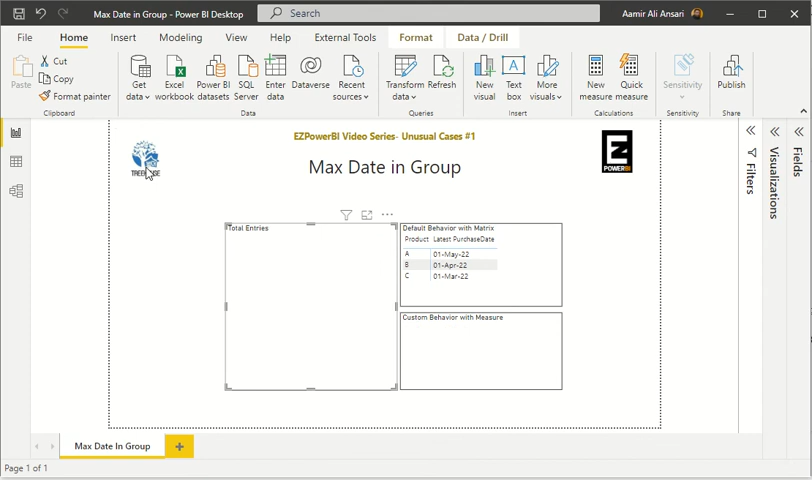 Max Date in Group - Power BI Desktop
Search
Aamir Ali Ansari
File Home Insert Modeling View Help External Tools Format Data / Drill
Paste
Cut
Copy
Format painter
Clipboard
Get data
Excel workbook
Power BI datasets
SQL Server
Enter data
Dataverse
Recent sources
Data
Transform data
Refresh
Queries
New visual
Text box
More visuals
Insert
New measure
Quick measure
Calculations
Sensitivity
Sensitivity
Publish
Share
EZPowerBI Video Series- Unusual Cases #1
Max Date in Group
EZ
POWERBI
Total Entries
Default Behavior with Matrix
Product Latest PurchaseDate
A 01-May-22
B 01-Apr-22
C 01-Mar-22
Custom Behavior with Measure
Filters
Visualizations
Fields
Max Date In Group
Page 1 of 1